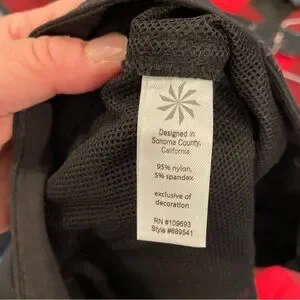 Designed in
Sonoma County,
California
95% nylon,
5% spandex
exclusive of
decoration
RN #109693
Style #689541